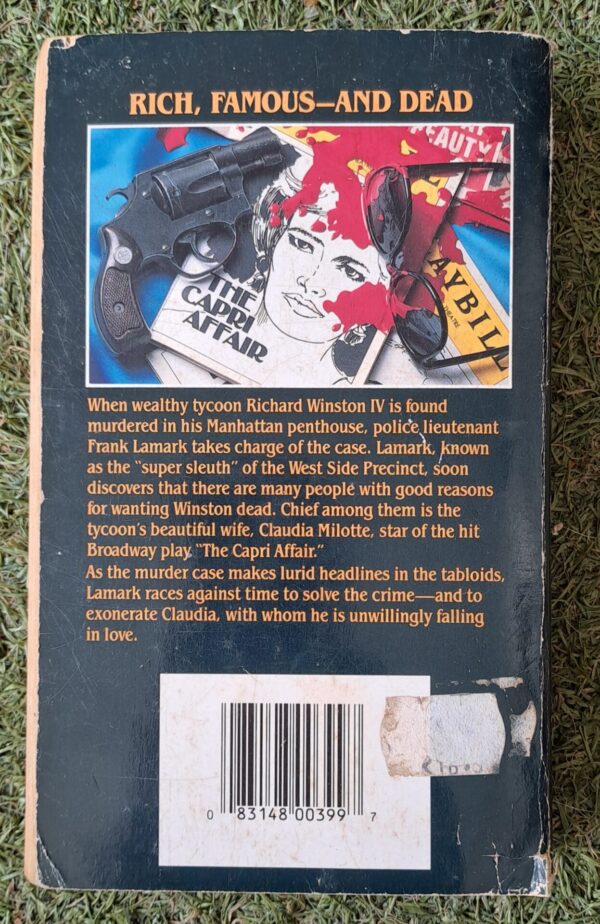 RICH, FAMOUS—AND DEAD
BEAUTY
THE
CAPRI
AFFAIR
AYBILL
THEATRE
When wealthy tycoon Richard Winston IV is found
murdered in his Manhattan penthouse, police lieutenant
Frank Lamark takes charge of the case. Lamark, known
as the "super sleuth" of the West Side Precinct, soon
discovers that there are many people with good reasons
for wanting Winston dead. Chief among them is the
tycoon's beautiful wife, Claudia Milotte, star of the hit
Broadway play, "The Capri Affair."
As the murder case makes lurid headlines in the tabloids,
Lamark races against time to solve the crime—and to
exonerate Claudia, with whom he is unwillingly falling
in love.
0 83148 00399 7